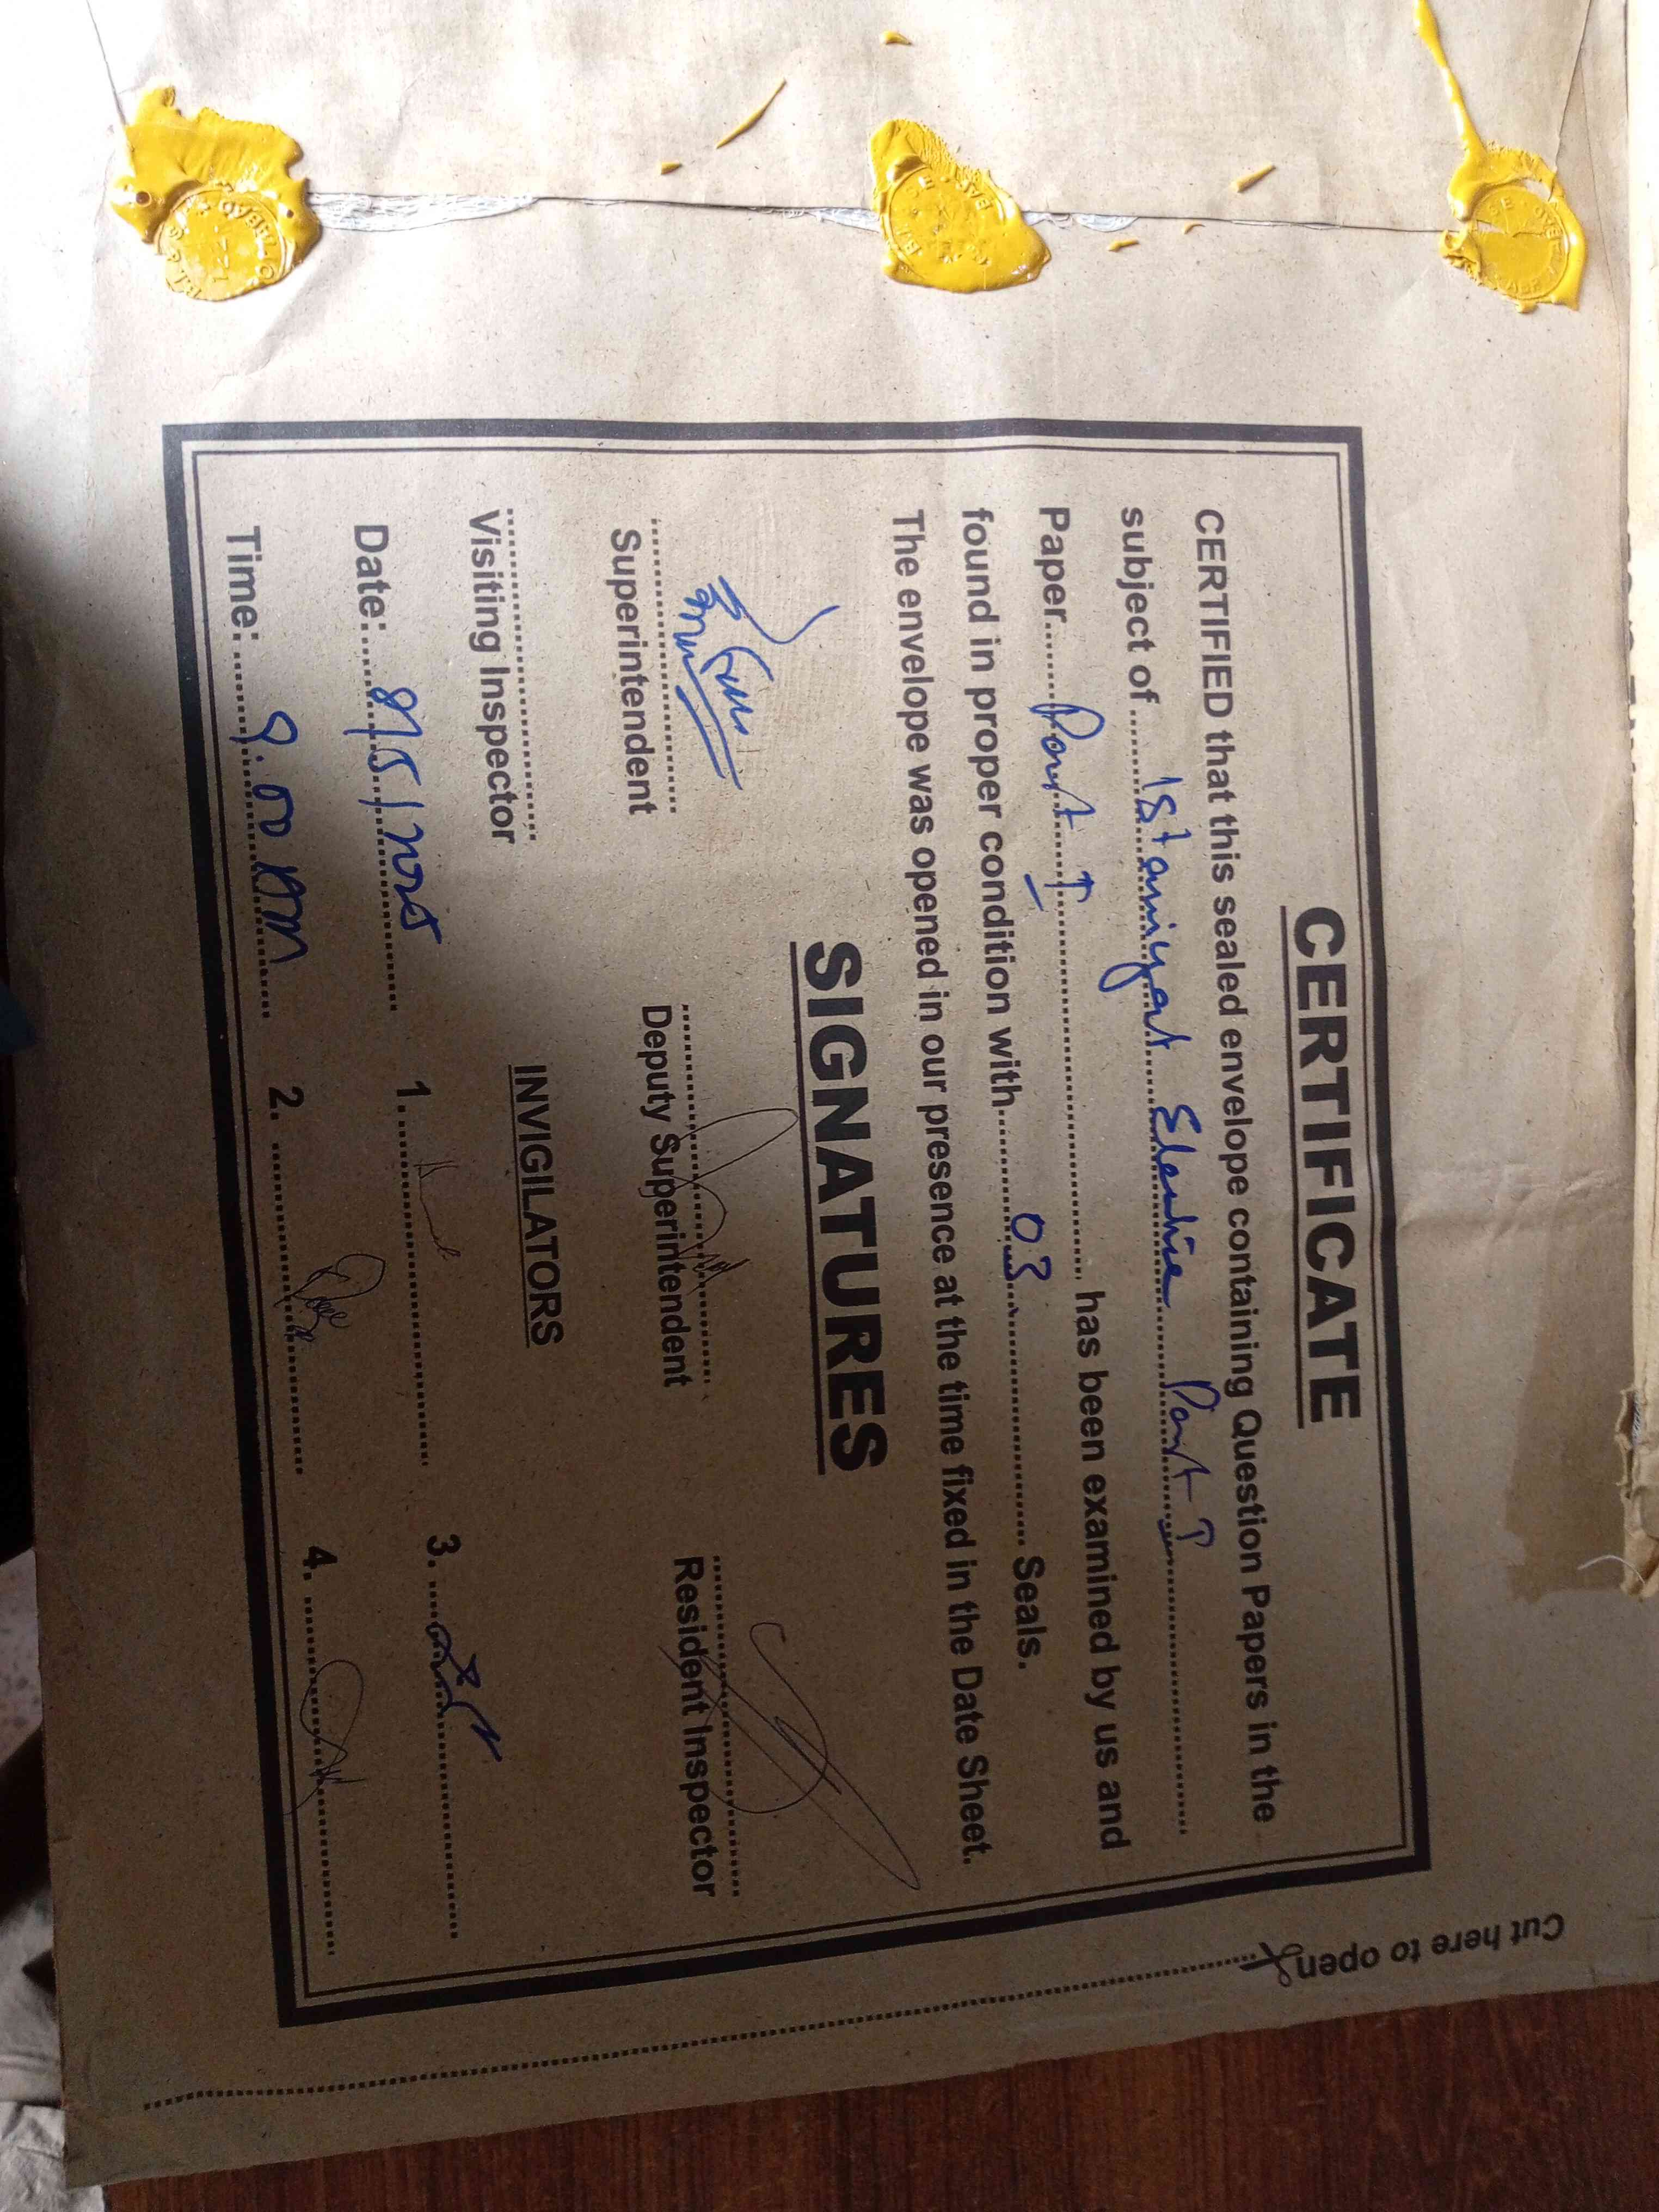 CERTIFICATE
CERTIFIED that this sealed envelope containing Question Papers in the
subject of Islamiyat Elective Part I
Paper Part I has been examined by us and
found in proper condition with 03 Seals.
The envelope was opened in our presence at the time fixed in the Date Sheet.
SIGNATURES
Superintendent Deputy Superintendent Resident Inspector
Visiting Inspector
INVIGILATORS
Date: 8/5/2025 1. 3.
Time: 9.00 AM 2. 4.
Cut here to open